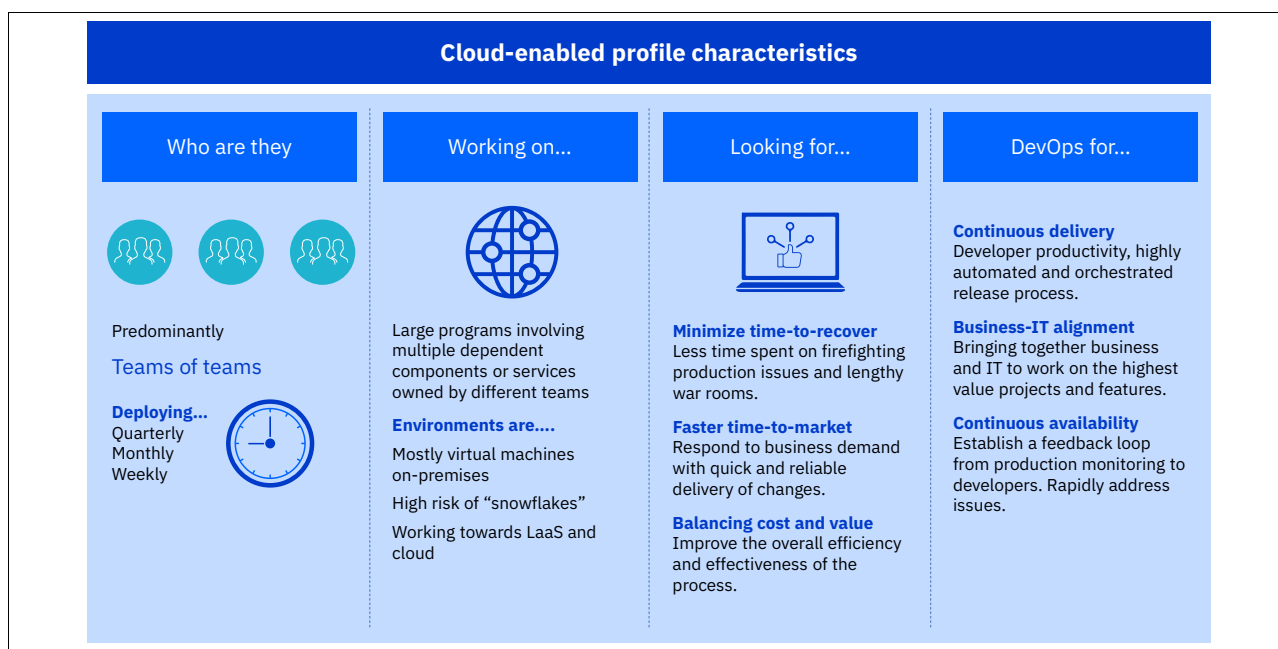 Cloud-enabled profile characteristics
Who are they
Predominantly
Teams of teams
Deploying...
Quarterly
Monthly
Weekly
Working on...
Large programs involving
multiple dependent
components or services
owned by different teams
Environments are....
Mostly virtual machines
on-premises
High risk of “snowflakes”
Working towards LaaS and
cloud
Looking for...
Minimize time-to-recover
Less time spent on firefighting
production issues and lengthy
war rooms.
Faster time-to-market
Respond to business demand
with quick and reliable
delivery of changes.
Balancing cost and value
Improve the overall efficiency
and effectiveness of the
process.
DevOps for...
Continuous delivery
Developer productivity, highly
automated and orchestrated
release process.
Business-IT alignment
Bringing together business
and IT to work on the highest
value projects and features.
Continuous availability
Establish a feedback loop
from production monitoring to
developers. Rapidly address
issues.